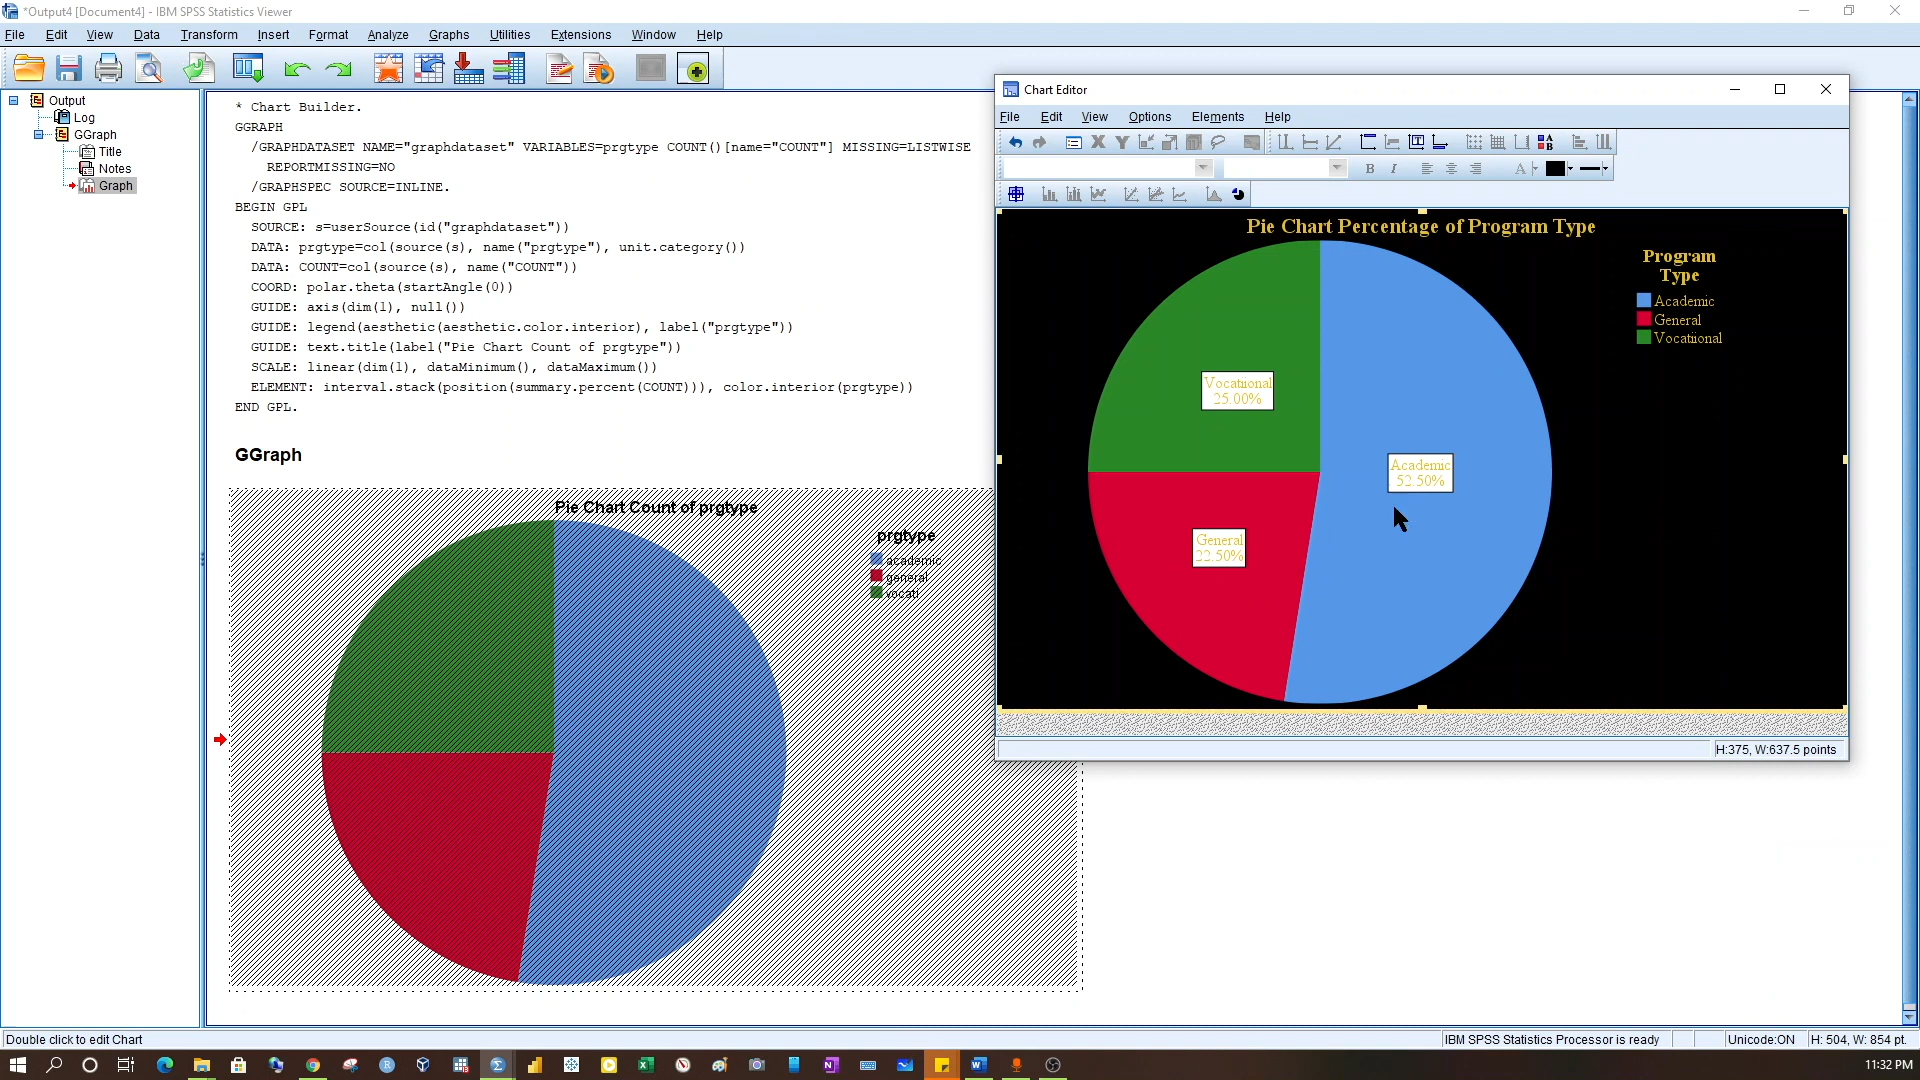 *Output4 [Document4] - IBM SPSS Statistics Viewer
File Edit View Data Transform Insert Format Analyze Graphs Utilities Extensions Window Help
Output
Log
GGraph
Title
Notes
Graph
* Chart Builder.
GGRAPH
/GRAPHDATASET NAME="graphdataset" VARIABLES=prgtype COUNT()[name="COUNT"] MISSING=LISTWISE
REPORTMISSING=NO
/GRAPHSPEC SOURCE=INLINE.
BEGIN GPL
SOURCE: s=userSource(id("graphdataset"))
DATA: prgtype=col(source(s), name("prgtype"), unit.category())
DATA: COUNT=col(source(s), name("COUNT"))
COORD: polar.theta(startAngle(0))
GUIDE: axis(dim(1), null())
GUIDE: legend(aesthetic(aesthetic.color.interior), label("prgtype"))
GUIDE: text.title(label("Pie Chart Count of prgtype"))
SCALE: linear(dim(1), dataMinimum(), dataMaximum())
ELEMENT: interval.stack(position(summary.percent(COUNT))), color.interior(prgtype))
END GPL.
GGraph
Pie Chart Count of prgtype
prgtype
academic
general
vocati
Chart Editor
File Edit View Options Elements Help
B I A
Pie Chart Percentage of Program Type
Program
Type
Academic
General
Vocatiional
Vocatiional
25.00%
Academic
52.50%
General
22.50%
H:375, W:637.5 points
Double click to edit Chart
IBM SPSS Statistics Processor is ready
Unicode:ON
H: 504, W: 854 pt.
11:32 PM